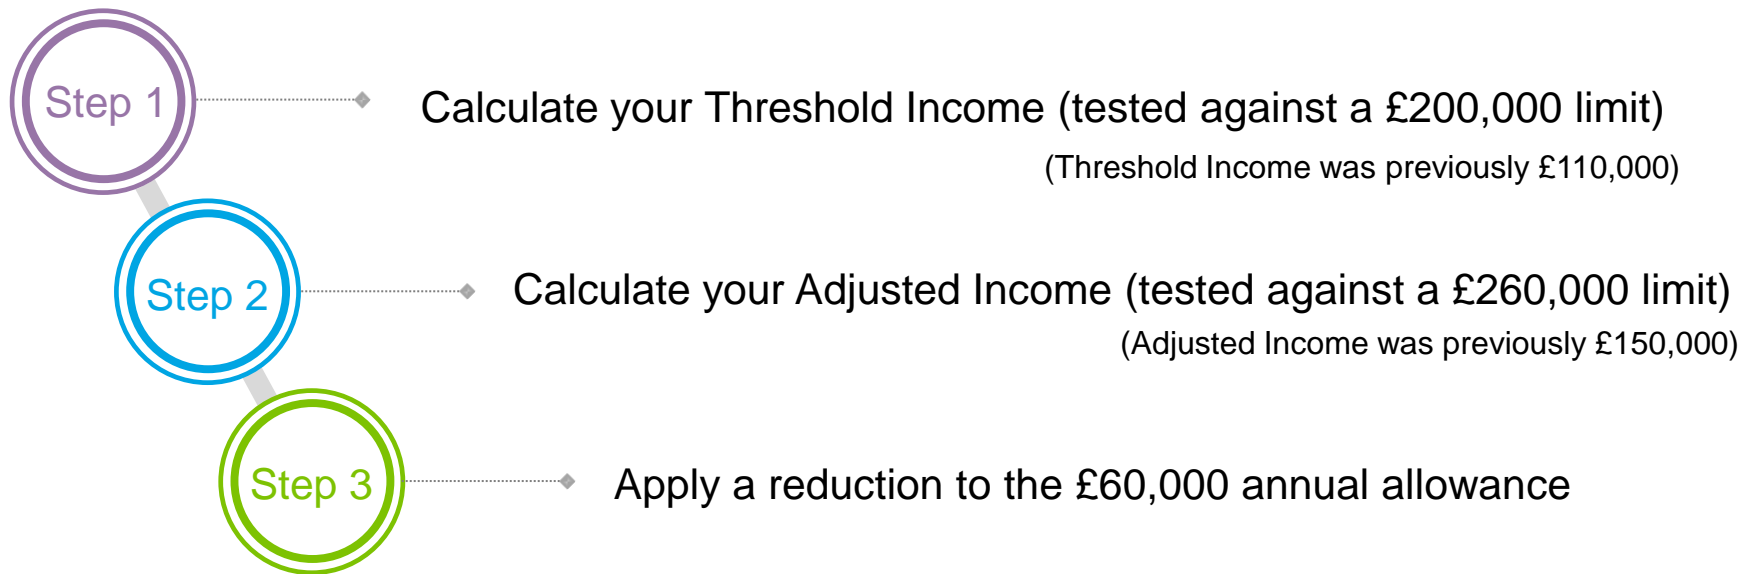 Step 1
Calculate your Threshold Income (tested against a £200,000 limit)
(Threshold Income was previously £110,000)
Step 2
Calculate your Adjusted Income (tested against a £260,000 limit)
(Adjusted Income was previously £150,000)
Step 3
Apply a reduction to the £60,000 annual allowance